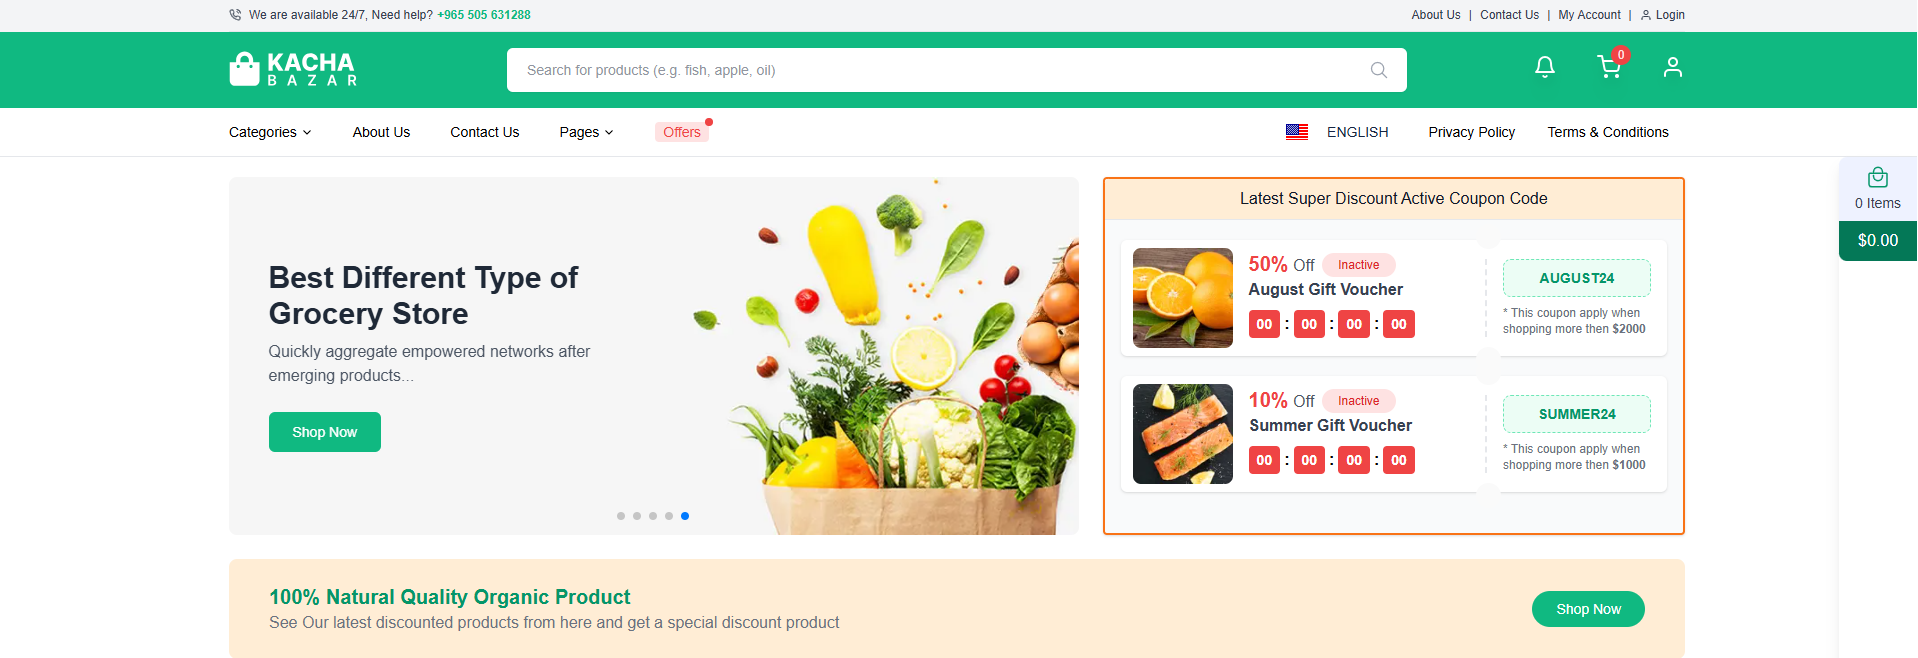 We are available 24/7, Need help? +965 505 631288
About Us | Contact Us | My Account | Login
KACHA
BAZAR
Search for products (e.g. fish, apple, oil)
0
Categories
About Us
Contact Us
Pages
Offers
ENGLISH
Privacy Policy
Terms & Conditions
0 Items
$0.00
Best Different Type of
Grocery Store
Quickly aggregate empowered networks after
emerging products...
Shop Now
Latest Super Discount Active Coupon Code
50% Off Inactive
August Gift Voucher
00 : 00 : 00 : 00
AUGUST24
* This coupon apply when
shopping more then $2000
10% Off Inactive
Summer Gift Voucher
00 : 00 : 00 : 00
SUMMER24
* This coupon apply when
shopping more then $1000
100% Natural Quality Organic Product
See Our latest discounted products from here and get a special discount product
Shop Now